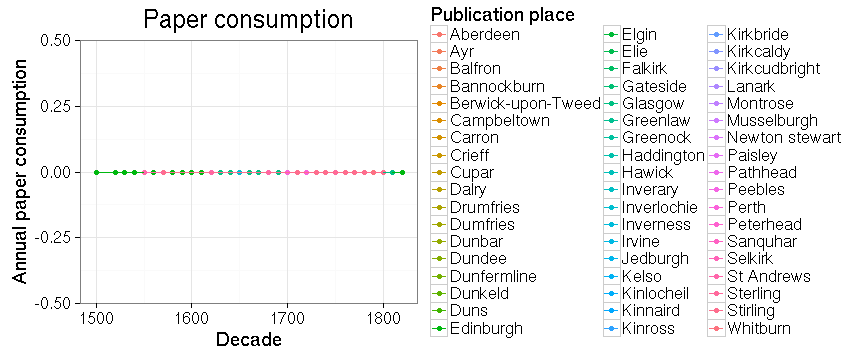 Paper consumption
Annual paper consumption
0.50
0.25
0.00
-0.25
-0.50
1500
1600
1700
1800
Decade
Publication place
Aberdeen
Ayr
Balfron
Bannockburn
Berwick-upon-Tweed
Campbeltown
Carron
Crieff
Cupar
Dalry
Drumfries
Dumfries
Dunbar
Dundee
Dunfermline
Dunkeld
Duns
Edinburgh
Elgin
Elie
Falkirk
Gateside
Glasgow
Greenlaw
Greenock
Haddington
Hawick
Inverary
Inverlochie
Inverness
Irvine
Jedburgh
Kelso
Kinlocheil
Kinnaird
Kinross
Kirkbride
Kirkcaldy
Kirkcudbright
Lanark
Montrose
Musselburgh
Newton stewart
Paisley
Pathhead
Peebles
Perth
Peterhead
Sanquhar
Selkirk
St Andrews
Sterling
Stirling
Whitburn